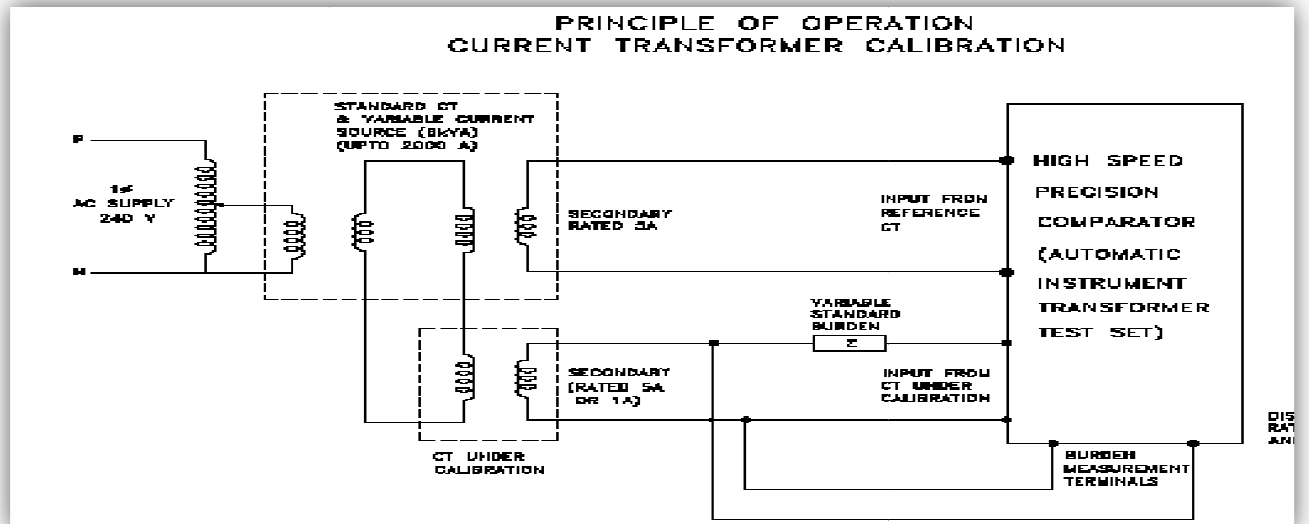 PRINCIPLE OF OPERATION
CURRENT TRANSFORMER CALIBRATION
STANDARD CT
& VARIABLE CURRENT
SOURCE (8kVA)
(UPTO 2000 A)
P
AC SUPPLY
240 V
N
SECONDARY
RATED 5A
INPUT FROM
REFERENCE
CT
HIGH SPEED
PRECISION
COMPARATOR
(AUTOMATIC
INSTRUMENT
TRANSFORMER
TEST SET)
VARIABLE
STANDARD
BURDEN
Z
SECONDARY
(RATED 5A
OR 1A)
INPUT FROM
CT UNDER
CALIBRATION
CT UNDER
CALIBRATION
BURDEN
MEASUREMENT
TERMINALS